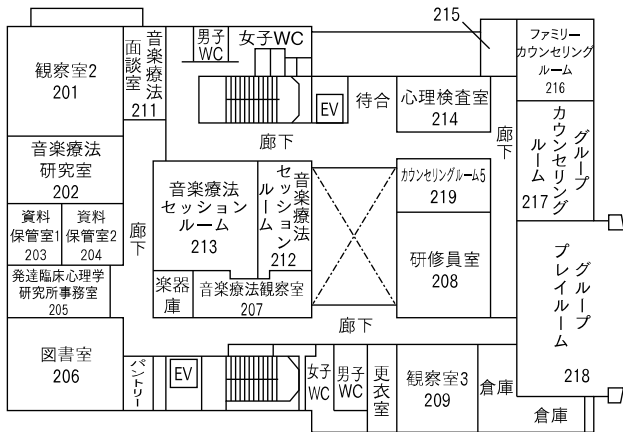 215
観察室2
201
面談室
音楽療法
211
男子
WC
女子WC
EV
待合
心理検査室
214
ファミリー
カウンセリング
ルーム
216
廊下
廊下
グループ
カウンセリング
ルーム
217
音楽療法
研究室
202
音楽療法
セッション
ルーム
213
音楽療法
セッション
ルーム
212
カウンセリングルーム5
219
資料
保管室1
203
資料
保管室2
204
廊下
研修員室
208
グループ
プレイルーム
218
発達臨床心理学
研究所事務室
205
楽器
庫
音楽療法観察室
207
廊下
図書室
206
パントリー
EV
女子
WC
男子
WC
更衣室
観察室3
209
倉庫
倉庫